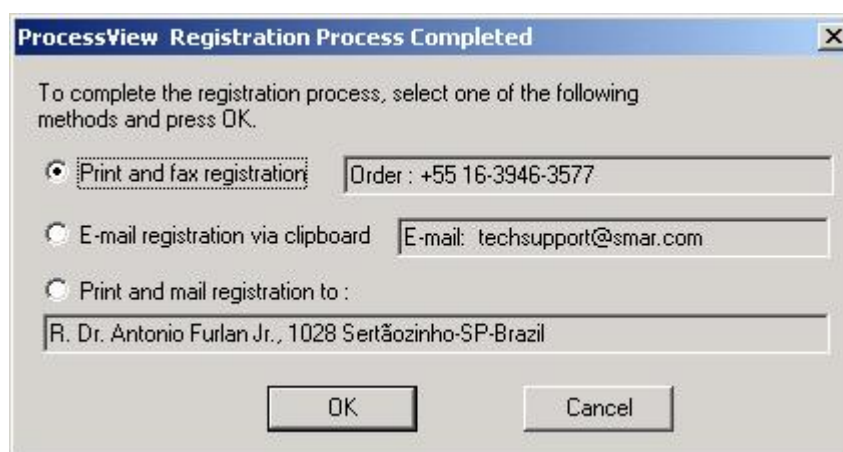 ProcessView Registration Process Completed
To complete the registration process, select one of the following
methods and press OK.
Print and fax registration Order : +55 16-3946-3577
E-mail registration via clipboard E-mail: techsupport@smar.com
Print and mail registration to :
R. Dr. Antonio Furlan Jr., 1028 Sertãozinho-SP-Brazil
OK Cancel